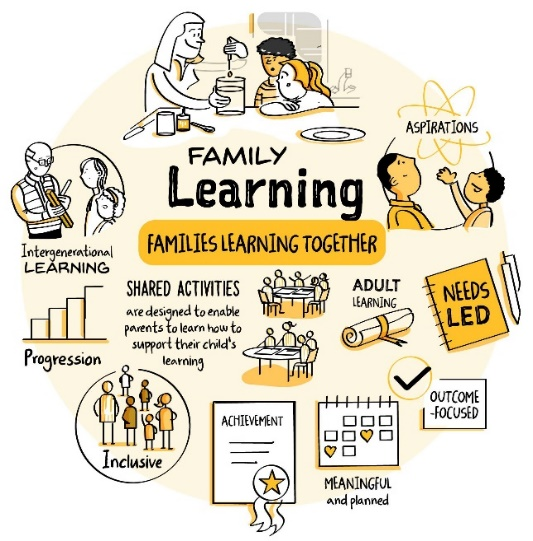 ASPIRATIONS
FAMILY
Learning
FAMILIES LEARNING TOGETHER
Intergenerational
LEARNING
SHARED ACTIVITIES
are designed to enable
parents to learn how to
support their child's
learning
ADULT
LEARNING
NEEDS
LED
Progression
OUTCOME
-FOCUSED
Inclusive
ACHIEVEMENT
MEANINGFUL
and planned